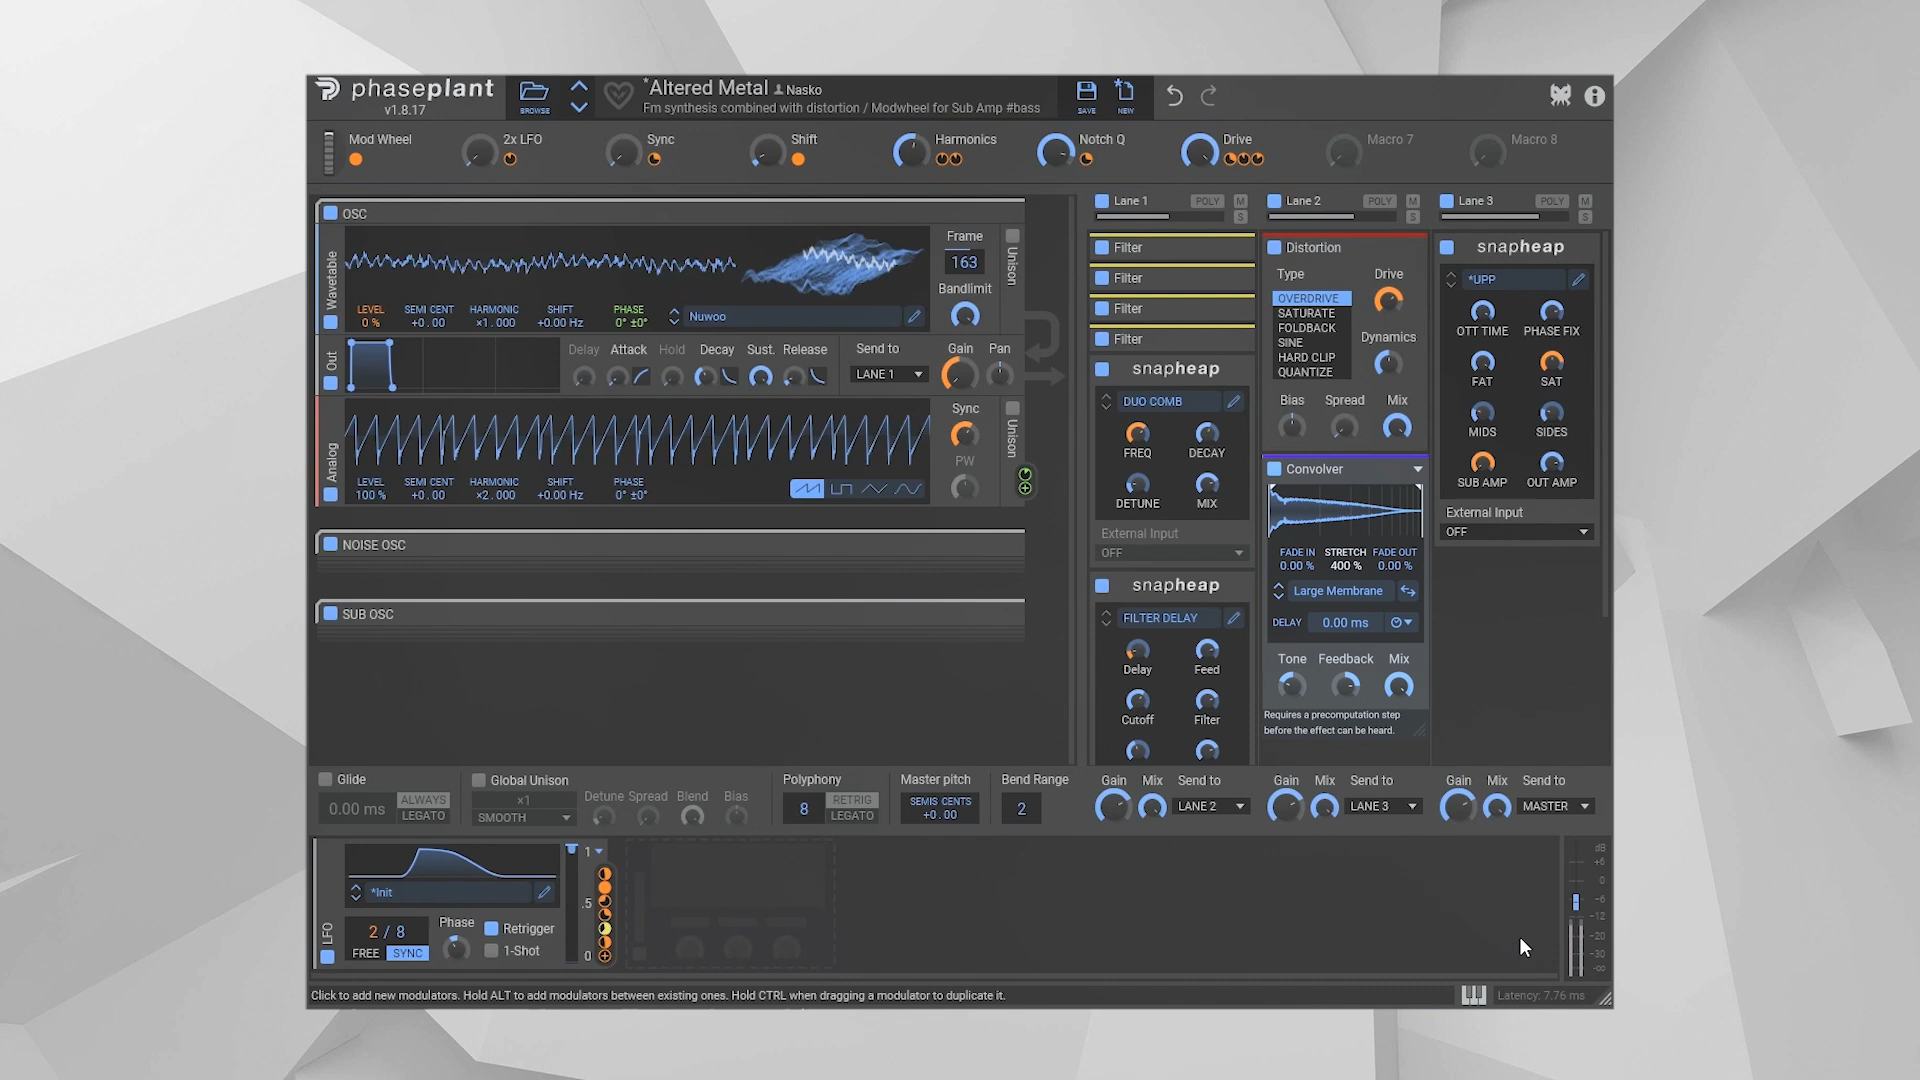 phaseplant
v1.8.17
BROWSE
*Altered Metal Nasko
Fm synthesis combined with distortion / Modwheel for Sub Amp #bass
SAVE
NEW
Mod Wheel
2x LFO
Sync
Shift
Harmonics
Notch Q
Drive
Macro 7
Macro 8
OSC
Wavetable
LEVEL
0 %
SEMI CENT
+0.00
HARMONIC
×1.000
SHIFT
+0.00 Hz
PHASE
0° ±0°
Nuwoo
Frame
163
Bandlimit
Unison
Out
Delay
Attack
Hold
Decay
Sust.
Release
Send to
LANE 1
Gain
Pan
Analog
LEVEL
100 %
SEMI CENT
+0.00
HARMONIC
×2.000
SHIFT
+0.00 Hz
PHASE
0° ±0°
Sync
PW
Unison
NOISE OSC
SUB OSC
Lane 1
POLY
M
S
Filter
Filter
Filter
Filter
snapheap
DUO COMB
FREQ
DECAY
DETUNE
MIX
External Input
OFF
snapheap
FILTER DELAY
Delay
Feed
Cutoff
Filter
Lane 2
POLY
M
S
Distortion
Type
OVERDRIVE
SATURATE
FOLDBACK
SINE
HARD CLIP
QUANTIZE
Drive
Dynamics
Bias
Spread
Mix
Convolver
FADE IN
0.00 %
STRETCH
400 %
FADE OUT
0.00 %
Large Membrane
DELAY
0.00 ms
Tone
Feedback
Mix
Requires a precomputation step
before the effect can be heard.
Lane 3
POLY
M
S
snapheap
*UPP
OTT TIME
PHASE FIX
FAT
SAT
MIDS
SIDES
SUB AMP
OUT AMP
External Input
OFF
Glide
0.00 ms
ALWAYS
LEGATO
Global Unison
x1
SMOOTH
Detune
Spread
Blend
Bias
Polyphony
8
RETRIG
LEGATO
Master pitch
SEMIS CENTS
+0.00
Bend Range
2
Gain
Mix
Send to
LANE 2
Gain
Mix
Send to
LANE 3
Gain
Mix
Send to
MASTER
LFO
*Init
2 / 8
FREE
SYNC
Phase
Retrigger
1-Shot
1
.5
0
dB
+6
0
-6
-12
-20
-30
-∞
Click to add new modulators. Hold ALT to add modulators between existing ones. Hold CTRL when dragging a modulator to duplicate it.
Latency: 7.76 ms